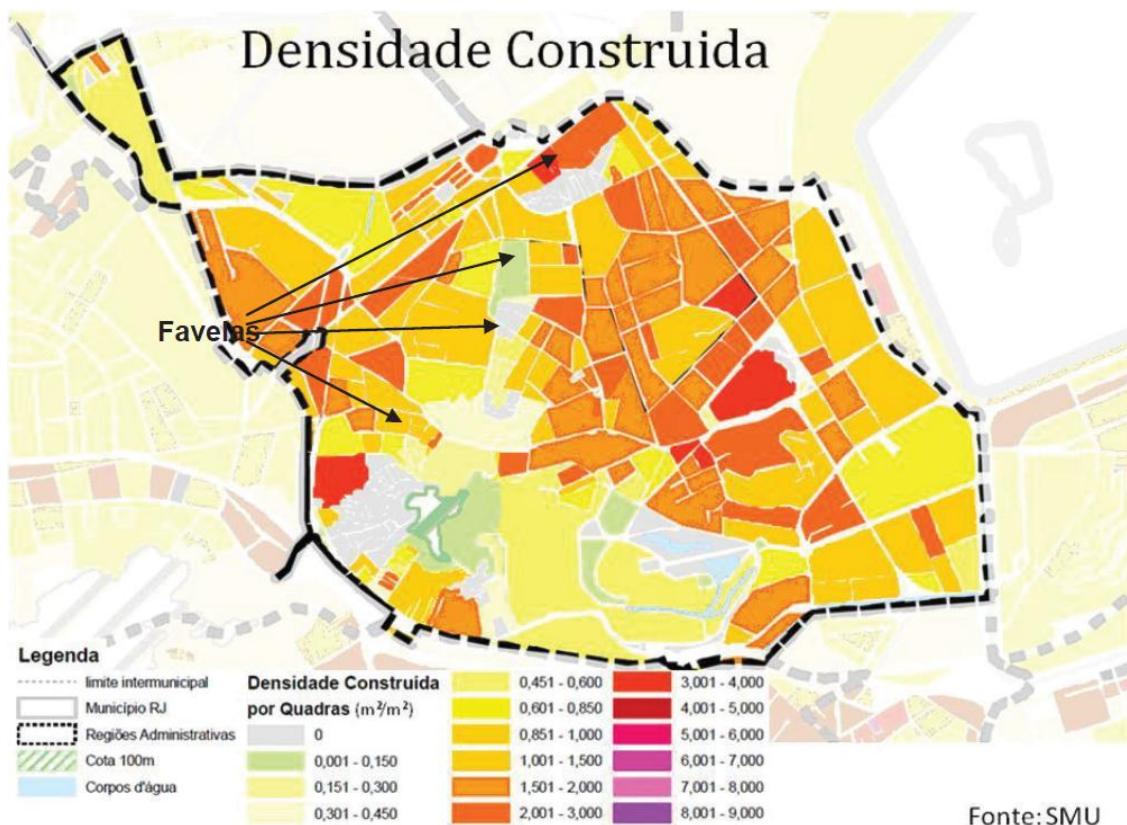 Densidade Construida
Favelas
Legenda
limite intermunicipal
Município RJ
Regiões Administrativas
Cota 100m
Corpos d'água
Densidade Construída
por Quadras (m²/m²)
0
0,001 - 0,150
0,151 - 0,300
0,301 - 0,450
0,451 - 0,600
0,601 - 0,850
0,851 - 1,000
1,001 - 1,500
1,501 - 2,000
2,001 - 3,000
3,001 - 4,000
4,001 - 5,000
5,001 - 6,000
6,001 - 7,000
7,001 - 8,000
8,001 - 9,000
Fonte: SMU